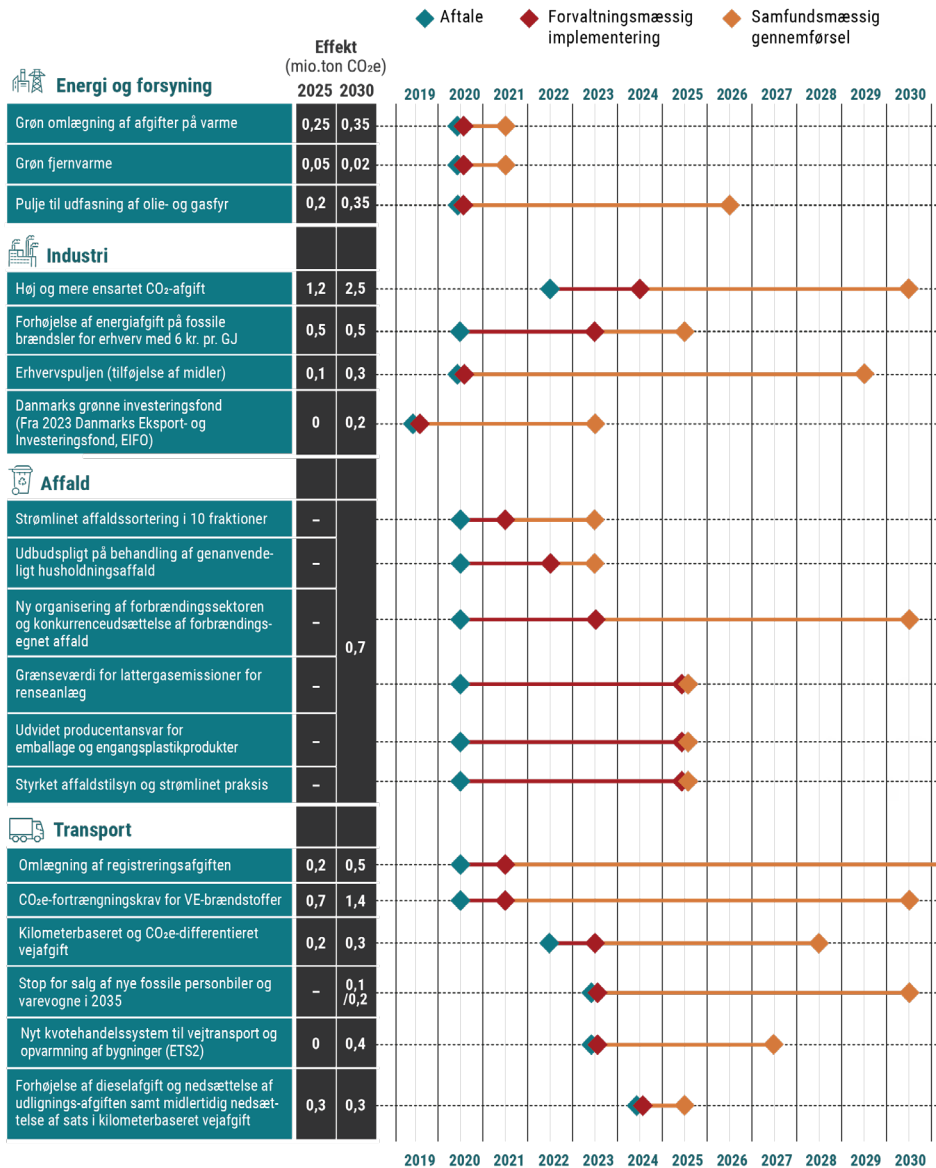 Aftale
Forvaltningsmæssig
implementering
Samfundsmæssig
gennemførsel
Effekt
(mio.ton CO₂e)
Energi og forsyning
2025 2030
2019 2020 2021 2022 2023 2024 2025 2026 2027 2028 2029 2030
Grøn omlægning af afgifter på varme 0,25 0,35
Grøn fjernvarme 0,05 0,02
Pulje til udfasning af olie- og gasfyr 0,2 0,35
Industri
Høj og mere ensartet CO₂-afgift 1,2 2,5
Forhøjelse af energiafgift på fossile
brændsler for erhverv med 6 kr. pr. GJ
0,5 0,5
Erhvervspuljen (tilføjelse af midler) 0,1 0,3
Danmarks grønne investeringsfond
(Fra 2023 Danmarks Eksport- og
Investeringsfond, EIFO)
0 0,2
Affald
Strømlinet affaldssortering i 10 fraktioner –
Udbudspligt på behandling af genanvende-
ligt husholdningsaffald
–
Ny organisering af forbrændingssektoren
og konkurrenceudsættelse af forbrændings-
egnet affald
–
0,7
Grænseværdi for lattergasemissioner for
renseanlæg
–
Udvidet producentansvar for
emballage og engangsplastikprodukter
–
Styrket affaldstilsyn og strømlinet praksis –
Transport
Omlægning af registreringsafgiften 0,2 0,5
CO₂e-fortrængningskrav for VE-brændstoffer 0,7 1,4
Kilometerbaseret og CO₂e-differentieret
vejafgift
0,2 0,3
Stop for salg af nye fossile personbiler og
varevogne i 2035
– 0,1
/0,2
Nyt kvotehandelssystem til vejtransport og
opvarmning af bygninger (ETS2)
0 0,4
Forhøjelse af dieselafgift og nedsættelse af
udlignings-afgiften samt midlertidig nedsæt-
telse af sats i kilometerbaseret vejafgift
0,3 0,3
2019 2020 2021 2022 2023 2024 2025 2026 2027 2028 2029 2030